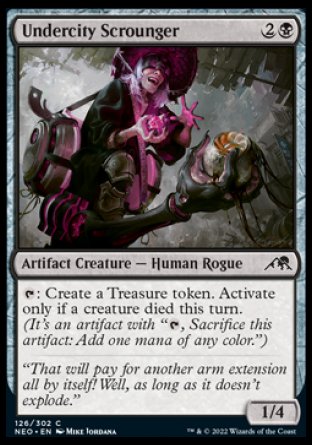 Undercity Scrounger 2
Artifact Creature — Human Rogue
: Create a Treasure token. Activate
only if a creature died this turn.
(It's an artifact with “, Sacrifice this
artifact: Add one mana of any color.”)
“That will pay for another arm extension
all by itself! Well, as long as it doesn't
explode.”
1/4
126/302 C
NEO • EN Mike Jordana
™ & © 2022 Wizards of the Coast